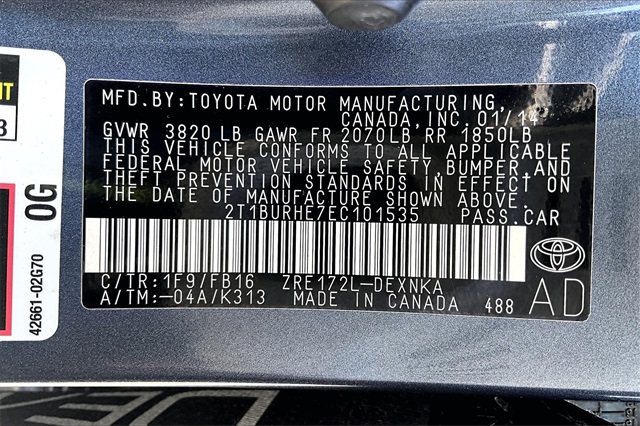 MFD.BY:TOYOTA MOTOR MANUFACTURING,
CANADA,INC.01/14
GVWR 3820LB GAWR FR 2070LB RR 1850LB
THIS VEHICLE CONFORMS TO ALL APPLICABLE
FEDERAL MOTOR VEHICLE SAFETY,BUMPER,AND
THEFT PREVENTION STANDARDS IN EFFECT ON
THE DATE OF MANUFACTURE SHOWN ABOVE.
2T1BURHE7EC101535 PASS.CAR
C/TR:1F9/FB16 ZRE172L-DEXNKA
A/TM:-04A/K313 MADE IN CANADA 488
AD
0G
42661-02G70